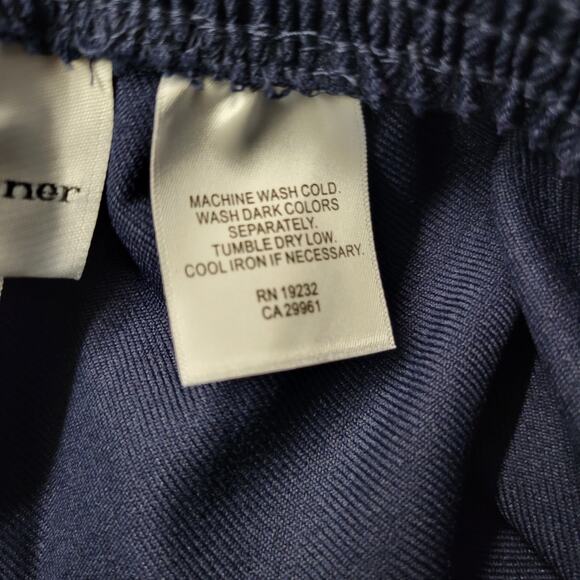 ner
MACHINE WASH COLD.
WASH DARK COLORS
SEPARATELY.
TUMBLE DRY LOW.
COOL IRON IF NECESSARY.
RN 19232
CA 29961